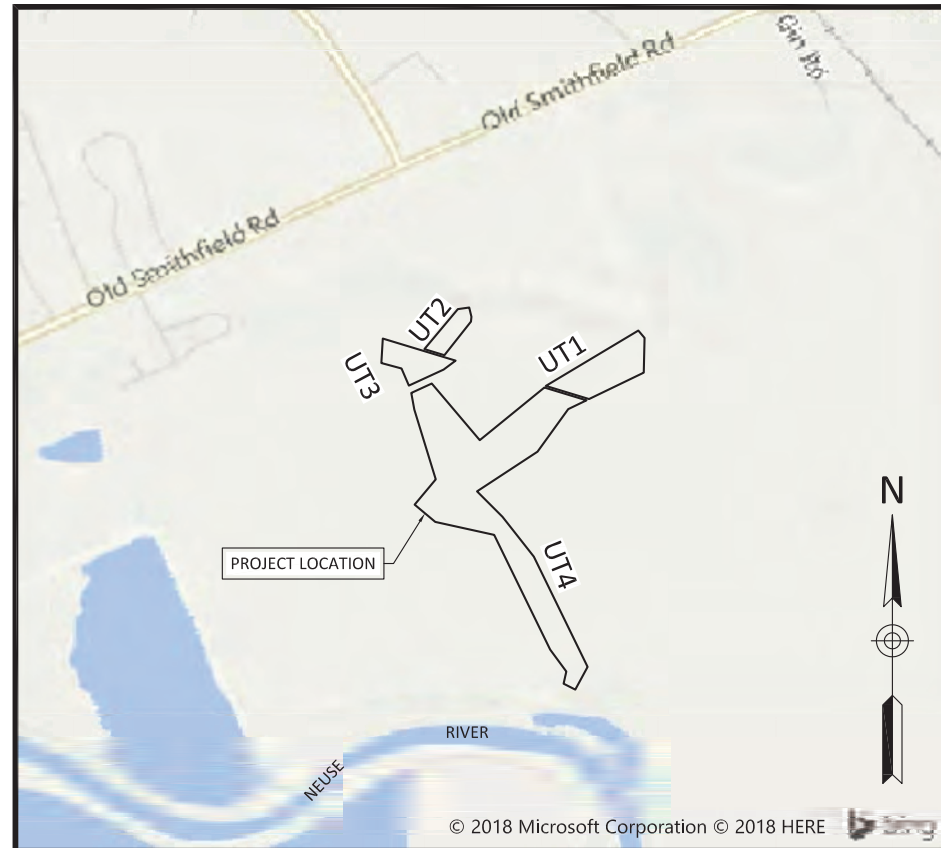 Old Smithfield Rd
Old Smithfield Rd
UT2
UT1
UT3
N
UT4
PROJECT LOCATION
RIVER
NEUSE
© 2018 Microsoft Corporation © 2018 HERE
bing